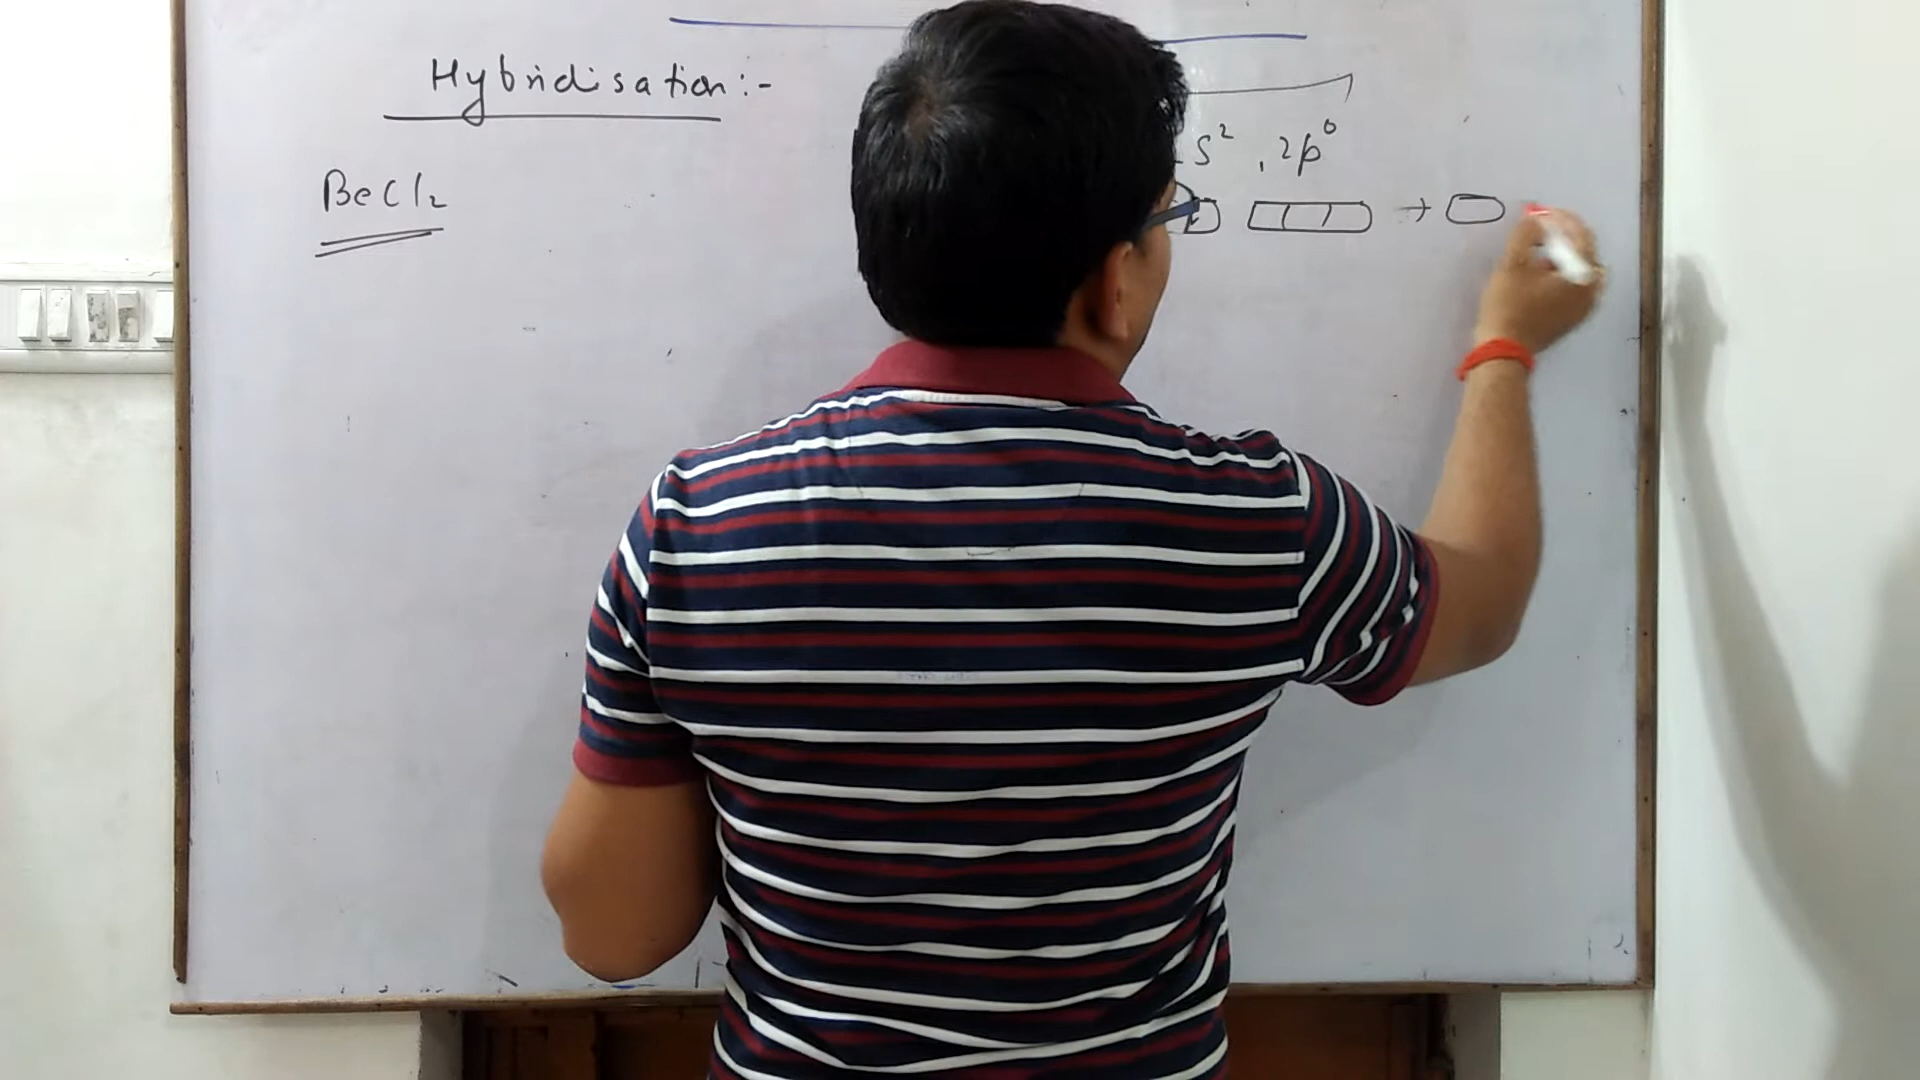 Hybridisation:-
s², 2p⁰
BeCl₂
→